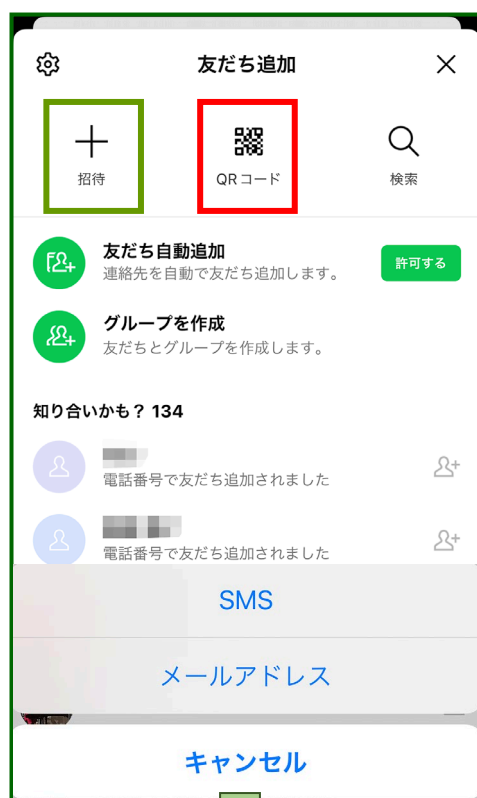 友だち追加
招待
QRコード
検索
友だち自動追加
連絡先を自動で友だち追加します。
許可する
グループを作成
友だちとグループを作成します。
知り合いかも？ 134
電話番号で友だち追加されました
電話番号で友だち追加されました
SMS
メールアドレス
キャンセル